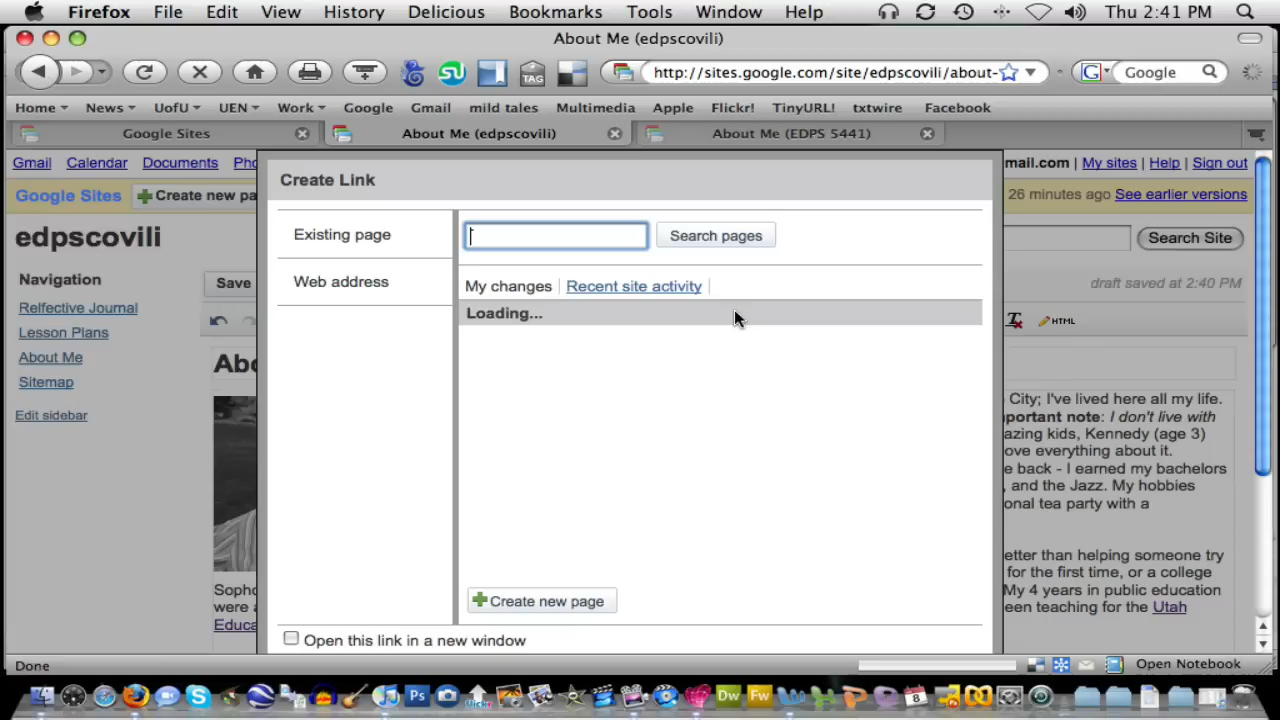 Firefox File Edit View History Delicious Bookmarks Tools Window Help Thu 2:41 PM
About Me (edpscovili)
http://sites.google.com/site/edpscovili/about- Google
Home News UofU UEN Work Google Gmail mild tales Multimedia Apple Flickr! TinyURL! txtwire Facebook
Google Sites About Me (edpscovili) About Me (EDPS 5441)
Gmail Calendar Documents Pho mail.com | My sites | Help | Sign out
Google Sites Create new pa 26 minutes ago See earlier versions
edpscovili Search Site
Create Link
Existing page Search pages
Web address
My changes Recent site activity
Loading...
Create new page
Open this link in a new window
Navigation
Relfective Journal
Lesson Plans
About Me
Sitemap
Edit sidebar
Save draft saved at 2:40 PM
HTML
Abo
City; I've lived here all my life.
portant note: I don't live with
azing kids, Kennedy (age 3)
ove everything about it.
e back - I earned my bachelors
, and the Jazz. My hobbies
onal tea party with a
etter than helping someone try
for the first time, or a college
My 4 years in public education
een teaching for the Utah
Sopho
were a
Educa
Done Open Notebook